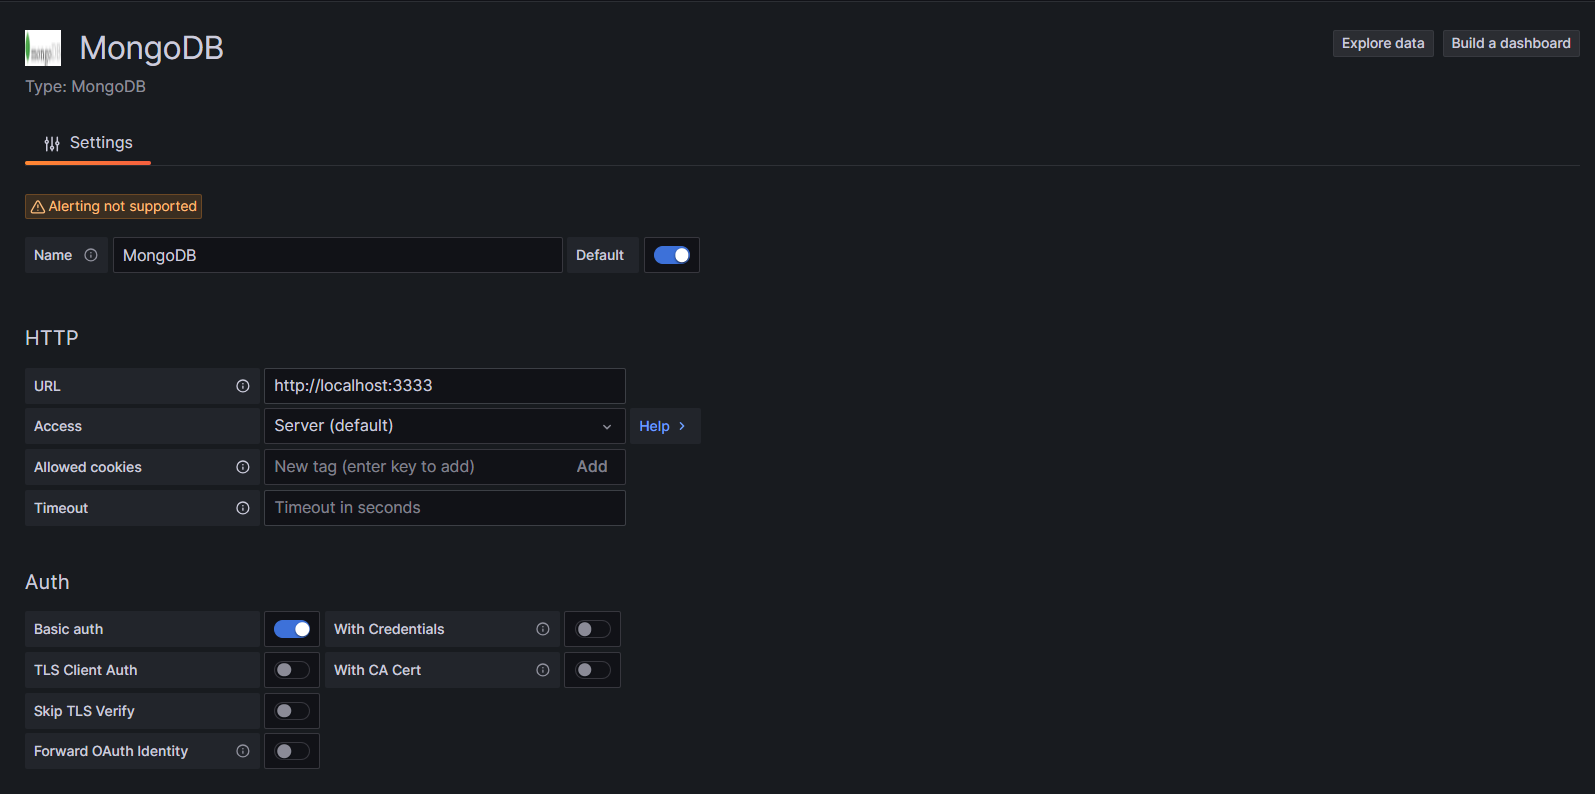 mongoDB
MongoDB
Explore data
Build a dashboard
Type: MongoDB
Settings
Alerting not supported
Name
MongoDB
Default
HTTP
URL
http://localhost:3333
Access
Server (default)
Help
Allowed cookies
New tag (enter key to add)
Add
Timeout
Timeout in seconds
Auth
Basic auth
With Credentials
TLS Client Auth
With CA Cert
Skip TLS Verify
Forward OAuth Identity